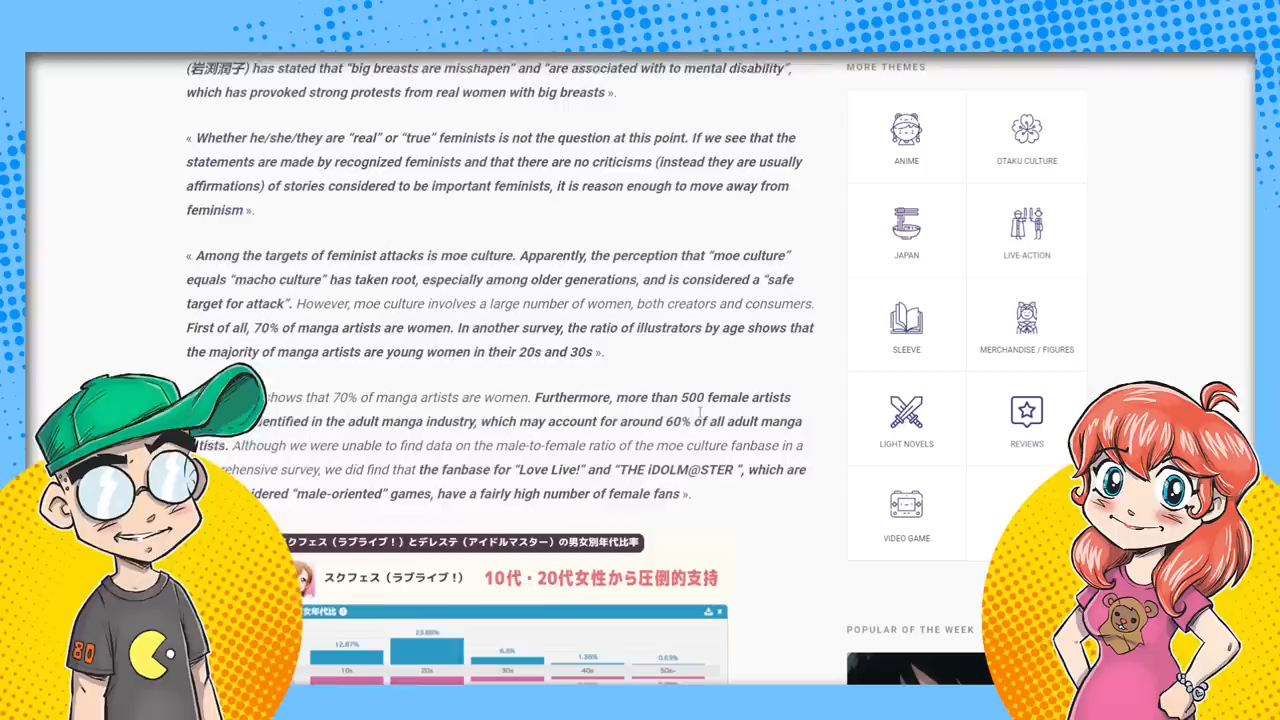 (岩渕潤子) has stated that “big breasts are misshapen” and “are associated with to mental disability”,
which has provoked strong protests from real women with big breasts ».
« Whether he/she/they are “real” or “true” feminists is not the question at this point. If we see that the
statements are made by recognized feminists and that there are no criticisms (instead they are usually
affirmations) of stories considered to be important feminists, it is reason enough to move away from
feminism ».
« Among the targets of feminist attacks is moe culture. Apparently, the perception that “moe culture”
equals “macho culture” has taken root, especially among older generations, and is considered a “safe
target for attack”. However, moe culture involves a large number of women, both creators and consumers.
First of all, 70% of manga artists are women. In another survey, the ratio of illustrators by age shows that
the majority of manga artists are young women in their 20s and 30s ».
shows that 70% of manga artists are women. Furthermore, more than 500 female artists
entified in the adult manga industry, which may account for around 60% of all adult manga
tists. Although we were unable to find data on the male-to-female ratio of the moe culture fanbase in a
rehensive survey, we did find that the fanbase for “Love Live!” and “THE iDOLM@STER ”, which are
dered “male-oriented” games, have a fairly high number of female fans ».
クフェス（ラブライブ！）とデレステ（アイドルマスター）の男女別年代比率
スクフェス（ラブライブ！） 10代・20代女性から圧倒的支持
女年代比
12.87% 23.69% 6.8% 1.36% 0.63%
10s 20s 30s 40s 50s~
MORE THEMES
ANIME OTAKU CULTURE
JAPAN LIVE-ACTION
SLEEVE MERCHANDISE / FIGURES
LIGHT NOVELS REVIEWS
VIDEO GAME
POPULAR OF THE WEEK
80